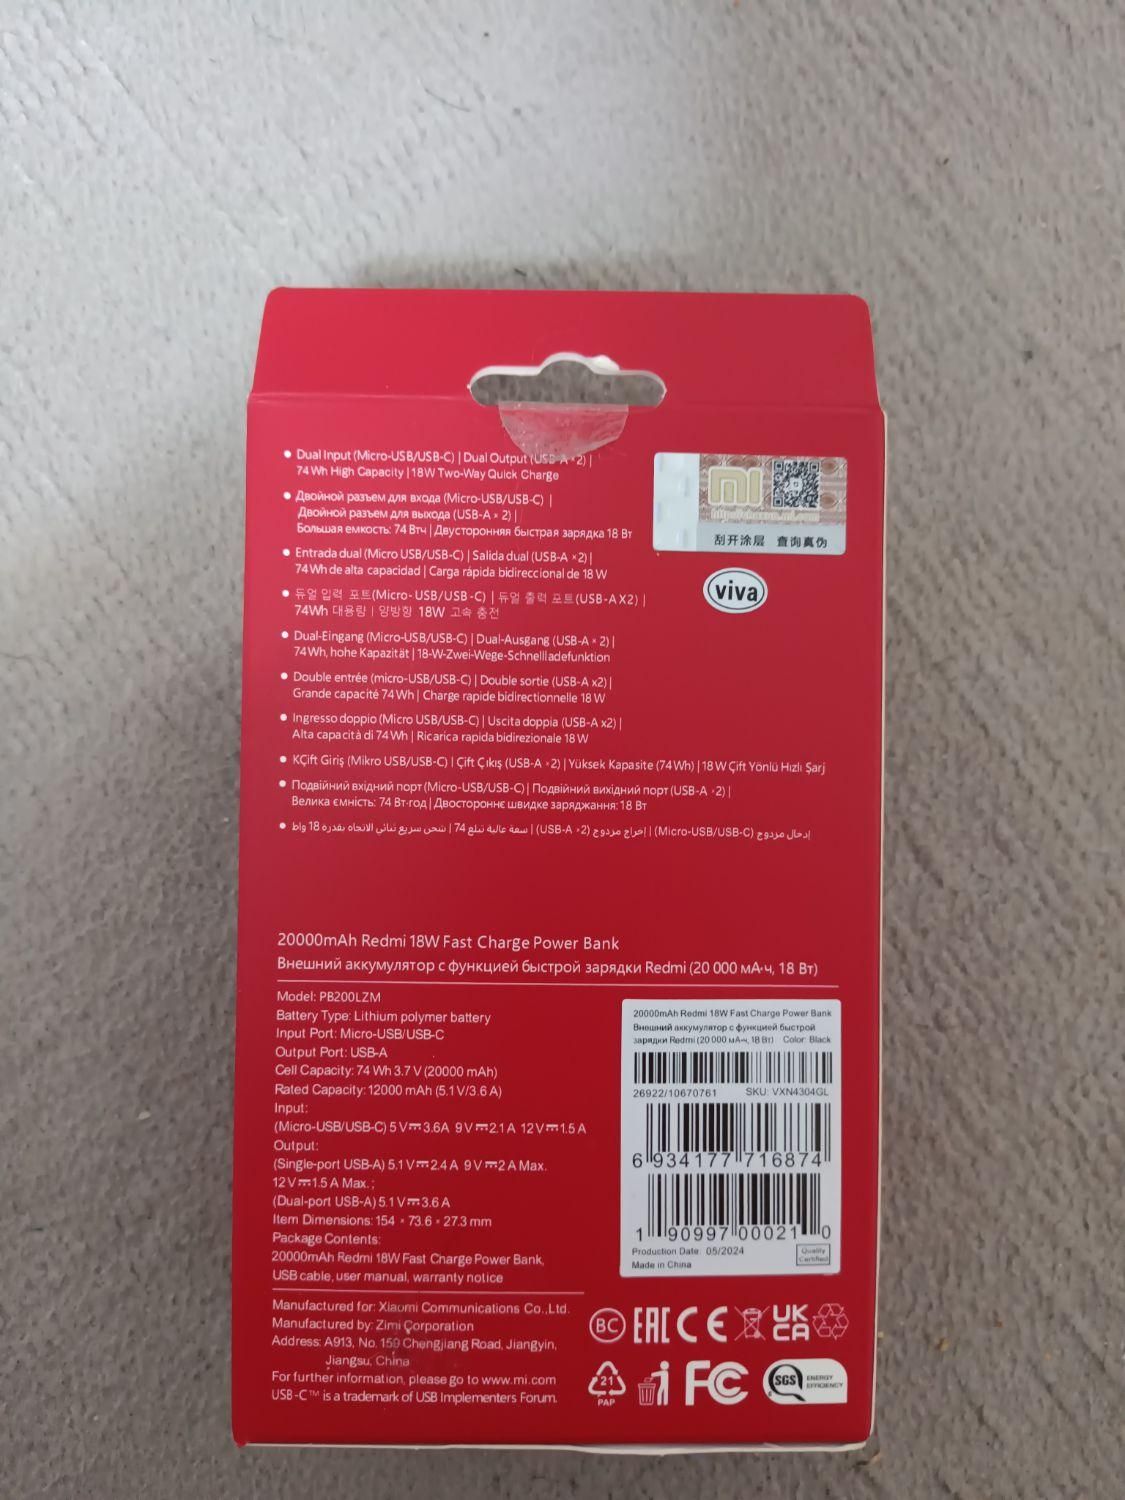 • Dual Input (Micro-USB/USB-C) | Dual Output (USB-A ×2) |
74 Wh High Capacity | 18W Two-Way Quick Charge
• Двойной разъем для входа (Micro-USB/USB-C) |
Двойной разъем для выхода (USB-A × 2) |
Большая емкость: 74 Втч | Двусторонняя быстрая зарядка 18 Вт
• Entrada dual (Micro USB/USB-C) | Salida dual (USB-A ×2) |
74 Wh de alta capacidad | Carga rápida bidireccional de 18 W
• 듀얼 입력 포트(Micro-USB/USB-C) | 듀얼 출력 포트(USB-A X2) |
74Wh 대용량 | 양방향 18W 고속 충전
• Dual-Eingang (Micro-USB/USB-C) | Dual-Ausgang (USB-A × 2) |
74 Wh, hohe Kapazität | 18-W-Zwei-Wege-Schnellladefunktion
• Double entrée (micro-USB/USB-C) | Double sortie (USB-A x2) |
Grande capacité 74 Wh | Charge rapide bidirectionnelle 18 W
• Ingresso doppio (Micro USB/USB-C) | Uscita doppia (USB-A x2) |
Alta capacità di 74 Wh | Ricarica rapida bidirezionale 18 W
• KÇift Giriş (Mikro USB/USB-C) | Çift Çıkış (USB-A ×2) | Yüksek Kapasite (74 Wh) | 18 W Çift Yönlü Hızlı Şarj
• Подвійний вхідний порт (Micro-USB/USB-C) | Подвійний вихідний порт (USB-A ×2) |
Велика ємність: 74 Вт·год | Двостороннє швидке заряджання: 18 Вт
• إدخال مزدوج (Micro-USB/USB-C) | إخراج مزدوج (USB-A ×2) | سعة عالية تبلغ 74 | شحن سريع ثنائي الاتجاه بقدرة 18 واط
mi
刮开涂层 查询真伪
viva
20000mAh Redmi 18W Fast Charge Power Bank
Внешний аккумулятор с функцией быстрой зарядки Redmi (20 000 мА·ч, 18 Вт)
Model: PB200LZM
Battery Type: Lithium polymer battery
Input Port: Micro-USB/USB-C
Output Port: USB-A
Cell Capacity: 74 Wh 3.7 V (20000 mAh)
Rated Capacity: 12000 mAh (5.1 V/3.6 A)
Input:
(Micro-USB/USB-C) 5 V⎓3.6A 9 V⎓2.1 A 12 V⎓1.5 A
Output:
(Single-port USB-A) 5.1 V⎓2.4 A 9 V⎓2 A Max.
12 V⎓1.5 A Max. ;
(Dual-port USB-A) 5.1 V⎓3.6 A
Item Dimensions: 154 × 73.6 × 27.3 mm
Package Contents:
20000mAh Redmi 18W Fast Charge Power Bank,
USB cable, user manual, warranty notice
Manufactured for: Xiaomi Communications Co., Ltd.
Manufactured by: Zimi Corporation
Address: A913, No. 159 Chengjiang Road, Jiangyin,
Jiangsu, China
For further information, please go to www.mi.com
USB-C™ is a trademark of USB Implementers Forum.
20000mAh Redmi 18W Fast Charge Power Bank
Внешний аккумулятор с функцией быстрой
зарядки Redmi (20 000 мА·ч, 18 Вт) Color: Black
26922/10670761 SKU: VXN4304GL
6 934177 716874
1 90997 00021 0
Production Date: 05/2024
Made in China
Quality
Certified
BC EAC CE UK
CA
21
PAP
FC
SGS ENERGY
EFFICIENCY